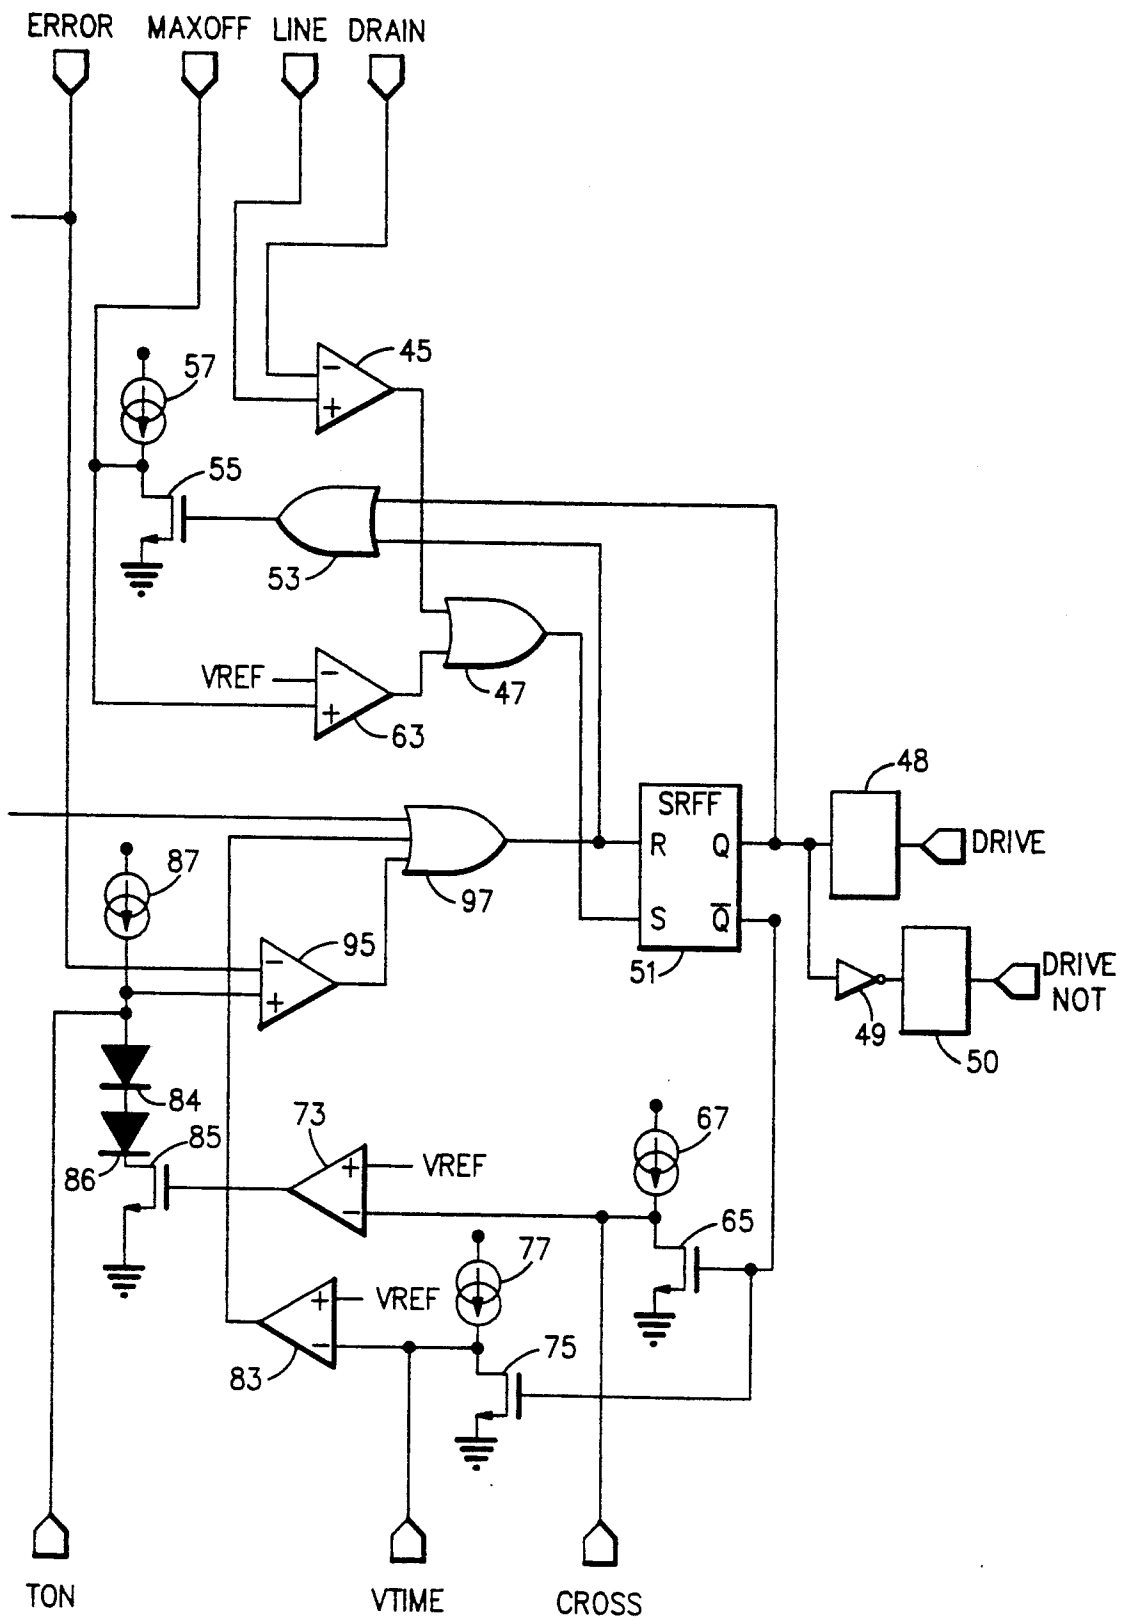 ERROR MAXOFF LINE DRAIN
57
− 45
+
55
53
VREF −
+
47
63
SRFF
R Q
S Q̅
51
48
DRIVE
49
50
DRIVE
NOT
87
97
− 95
+
84
86
85
73
+ VREF
−
67
65
77
+ VREF
−
83
75
TON
VTIME
CROSS